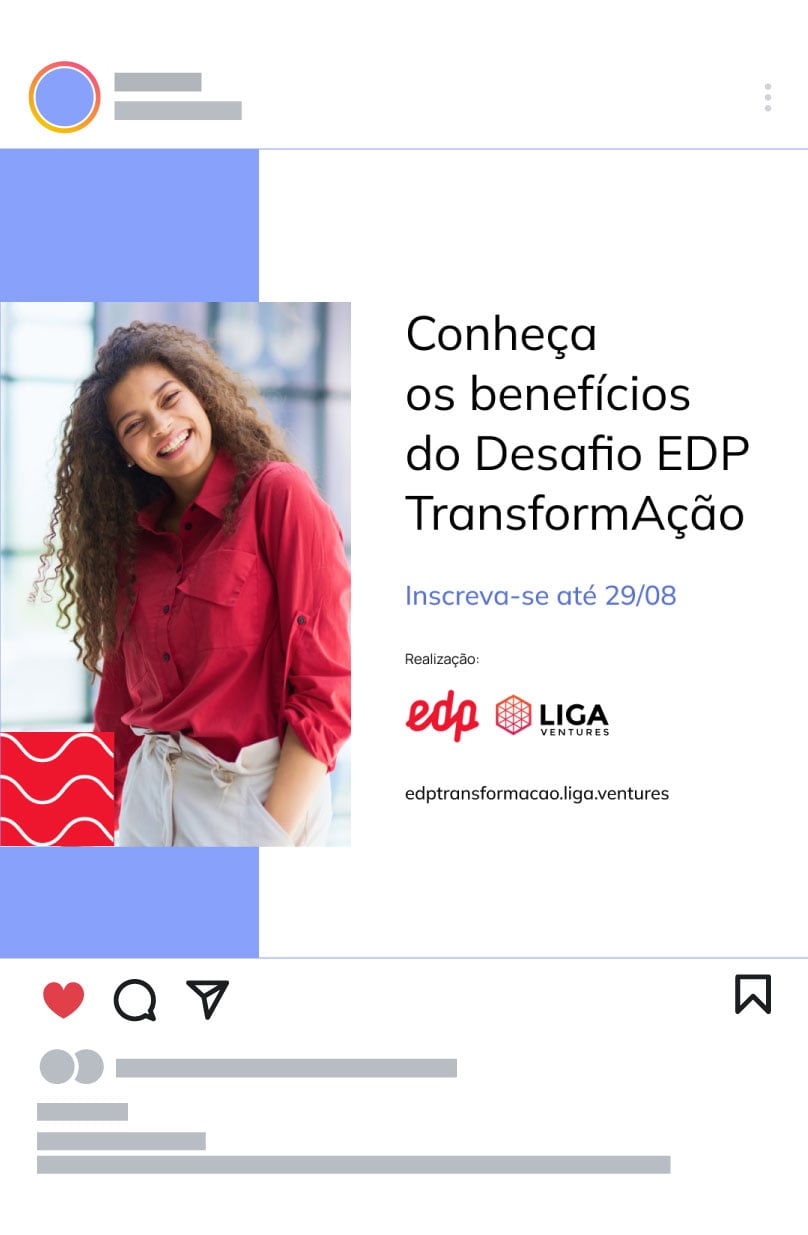 Conheça
os benefícios
do Desafio EDP
TransformAção
Inscreva-se até 29/08
Realização:
edp LIGA
VENTURES
edptransformacao.liga.ventures